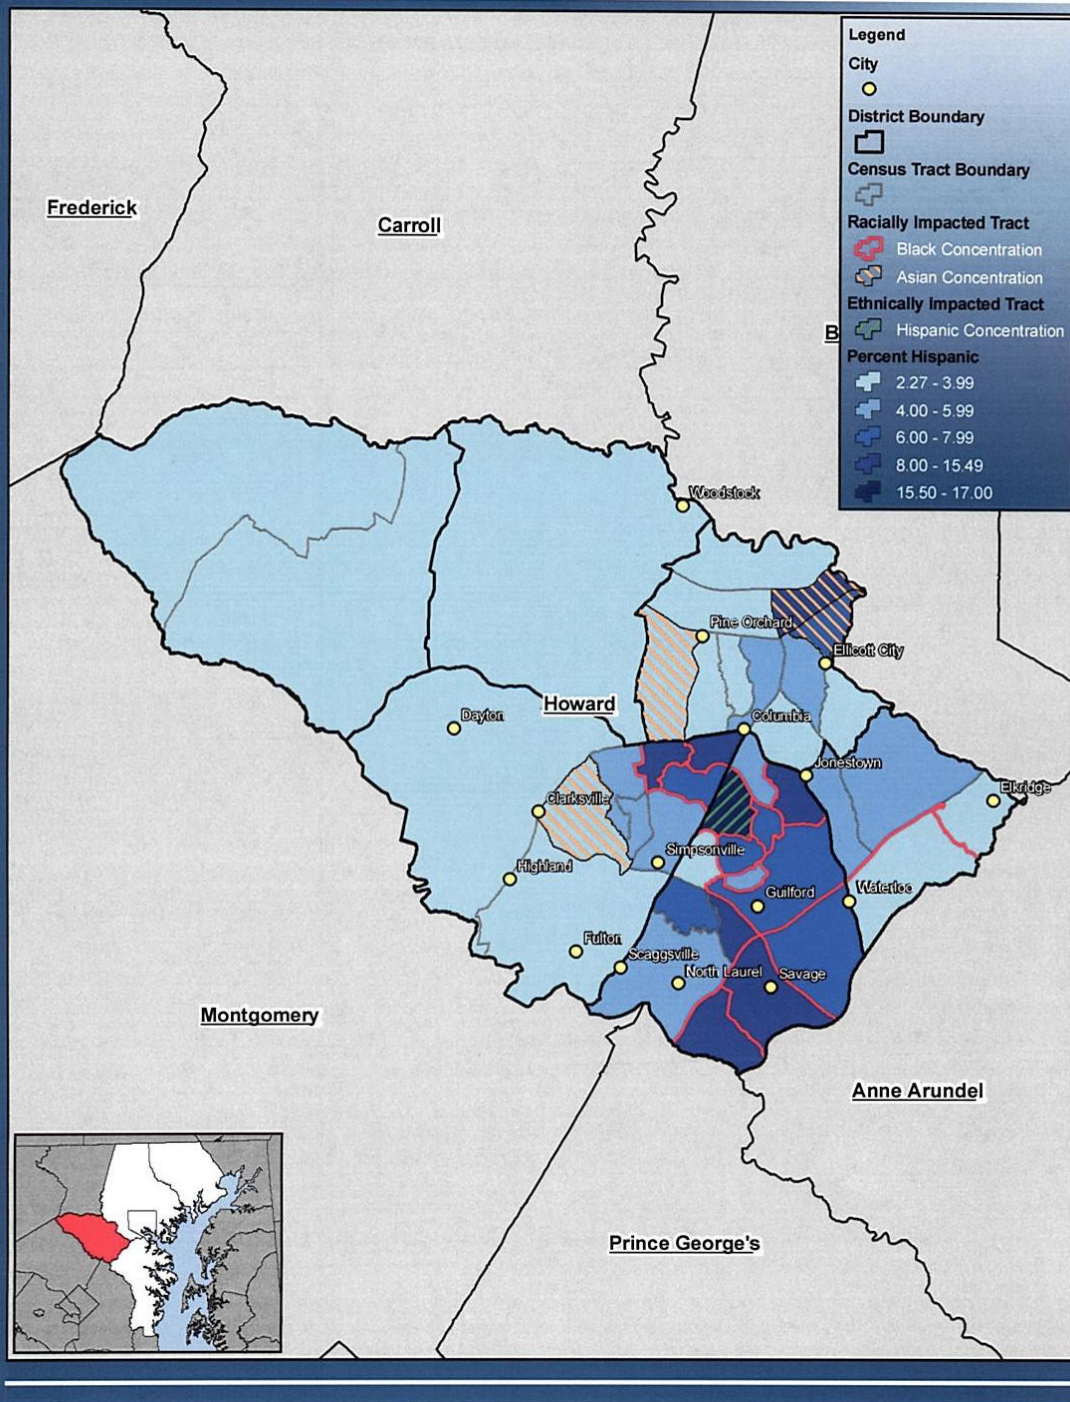 Legend
City
District Boundary
Census Tract Boundary
Racially Impacted Tract
Black Concentration
Asian Concentration
Ethnically Impacted Tract
Hispanic Concentration
Percent Hispanic
2.27 - 3.99
4.00 - 5.99
6.00 - 7.99
8.00 - 15.49
15.50 - 17.00
Frederick
Carroll
B
Woodstock
Pine Orchard
Ellicott City
Howard
Dayton
Columbia
Jonestown
Elkridge
Clarksville
Simpsonville
Highland
Guilford
Waterloo
Fulton
Scaggsville
North Laurel
Savage
Montgomery
Anne Arundel
Prince George's